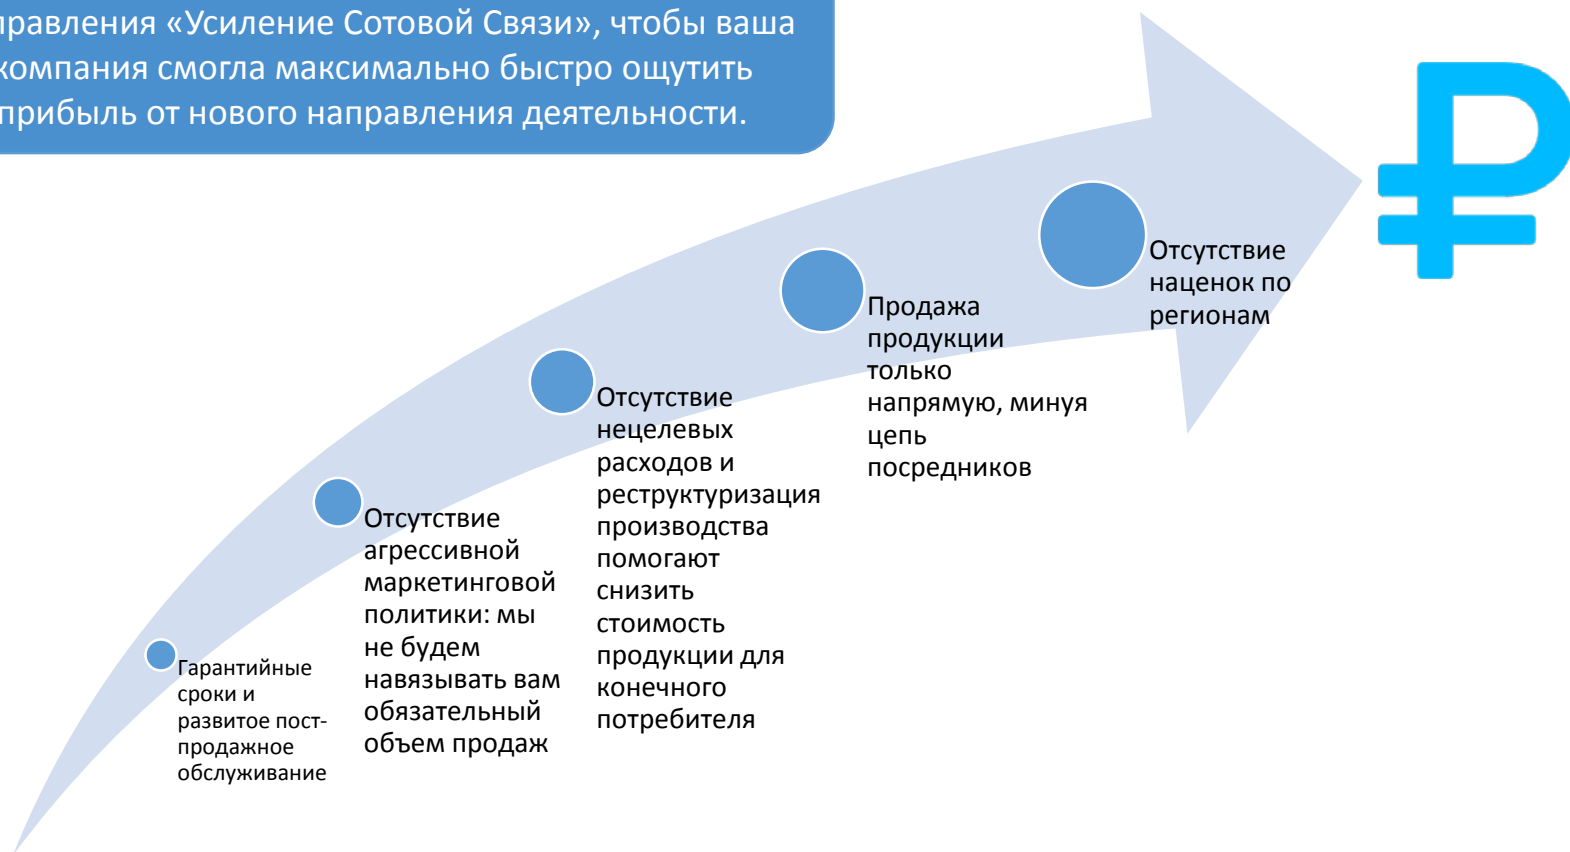 «Усиление Сотовой Связи», чтобы ваша
компания смогла максимально быстро ощутить
прибыль от нового направления деятельности.
Гарантийные
сроки и
развитое пост-
продажное
обслуживание
Отсутствие
агрессивной
маркетинговой
политики: мы
не будем
навязывать вам
обязательный
объем продаж
Отсутствие
нецелевых
расходов и
реструктуризация
производства
помогают
снизить
стоимость
продукции для
конечного
потребителя
Продажа
продукции
только
напрямую, минуя
цепь
посредников
Отсутствие
наценок по
регионам
₽